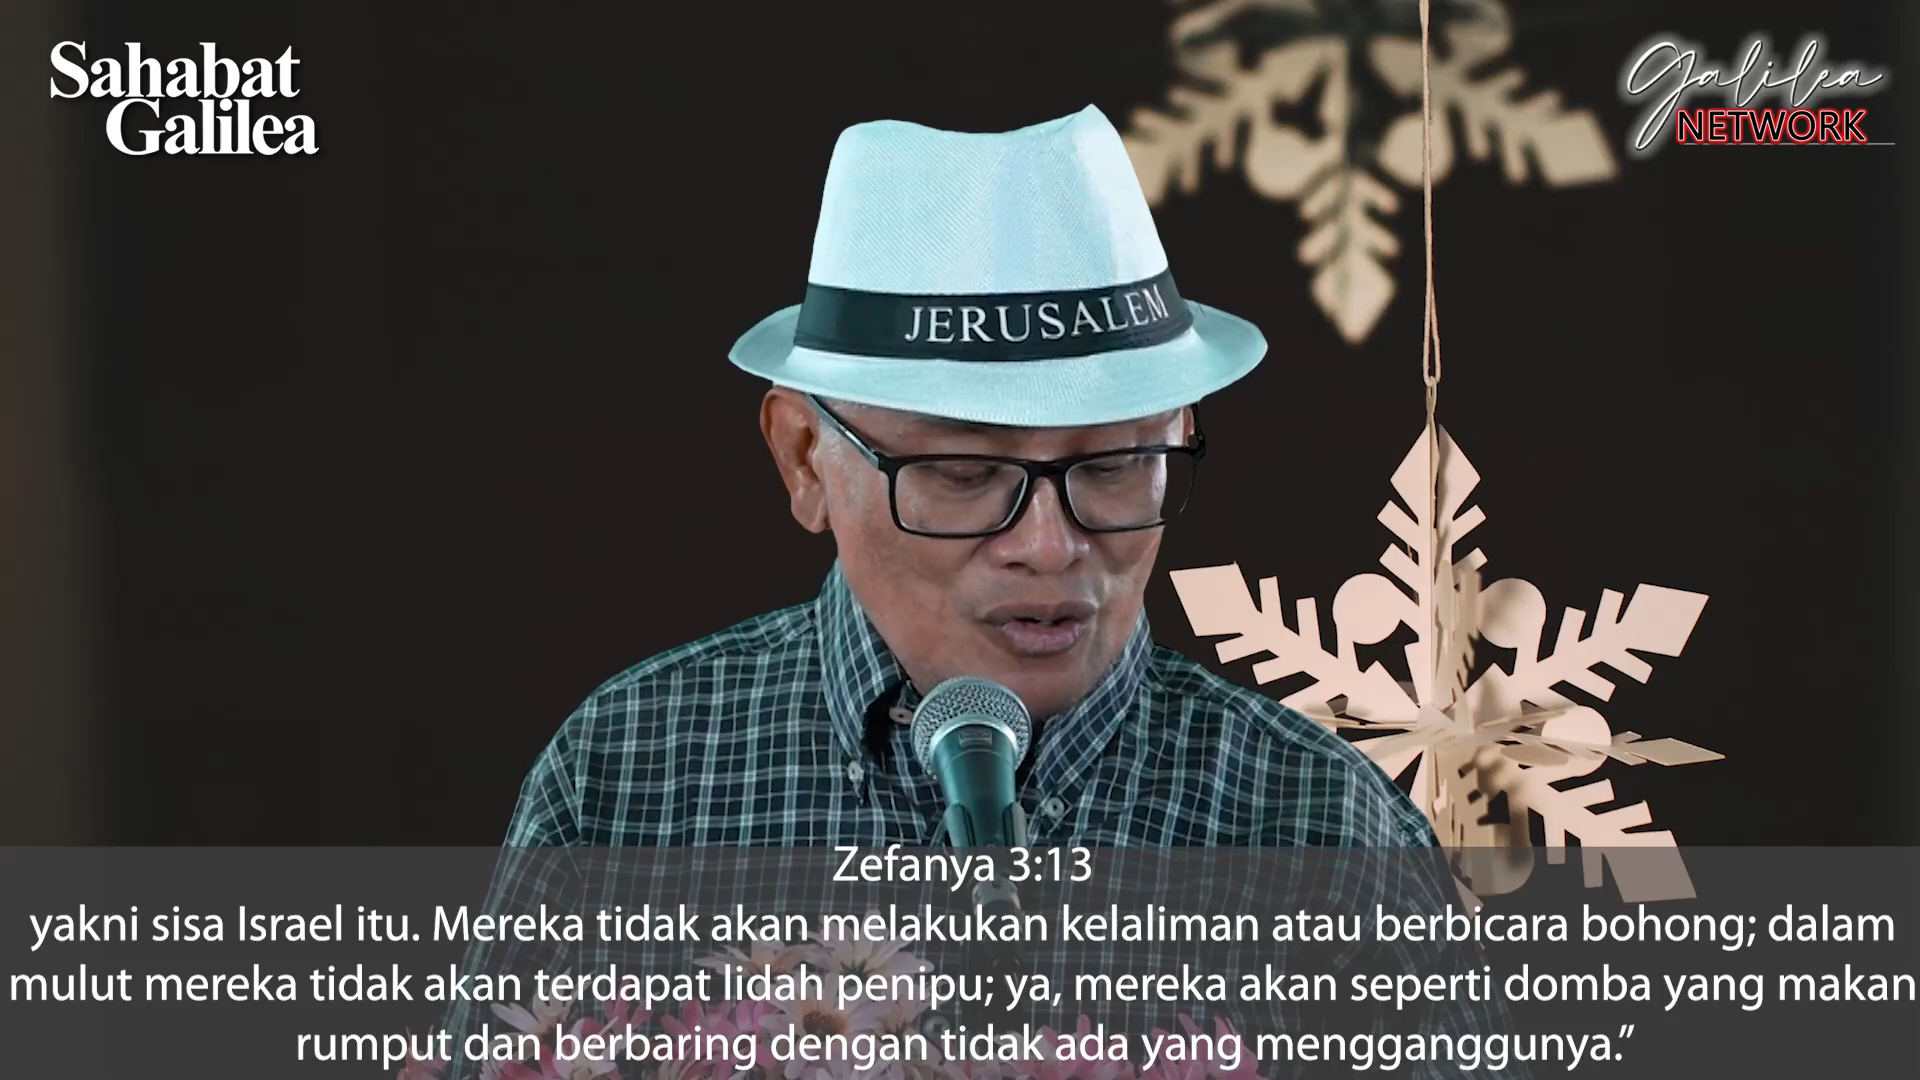 Sahabat
Galilea
Galilea
NETWORK
JERUSALEM
Zefanya 3:13
yakni sisa Israel itu. Mereka tidak akan melakukan kelaliman atau berbicara bohong; dalam
mulut mereka tidak akan terdapat lidah penipu; ya, mereka akan seperti domba yang makan
rumput dan berbaring dengan tidak ada yang mengganggunya.”